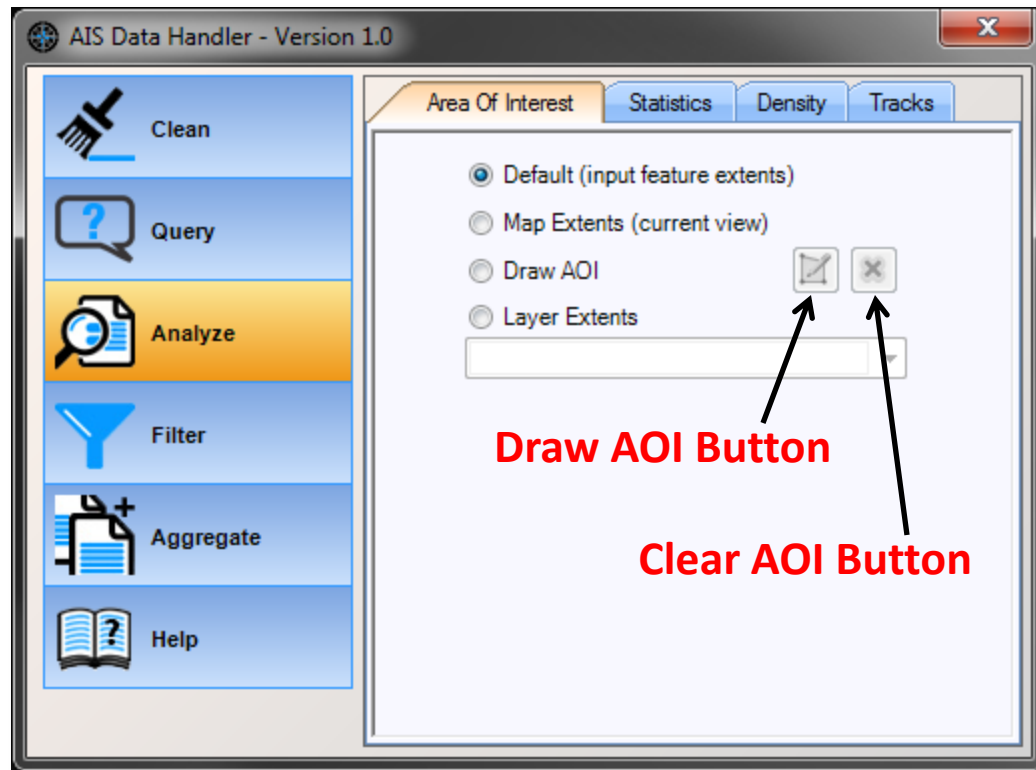 AIS Data Handler - Version 1.0
Clean
Query
Analyze
Filter
Aggregate
Help
Area Of Interest Statistics Density Tracks
Default (input feature extents)
Map Extents (current view)
Draw AOI
Layer Extents
Draw AOI Button
Clear AOI Button